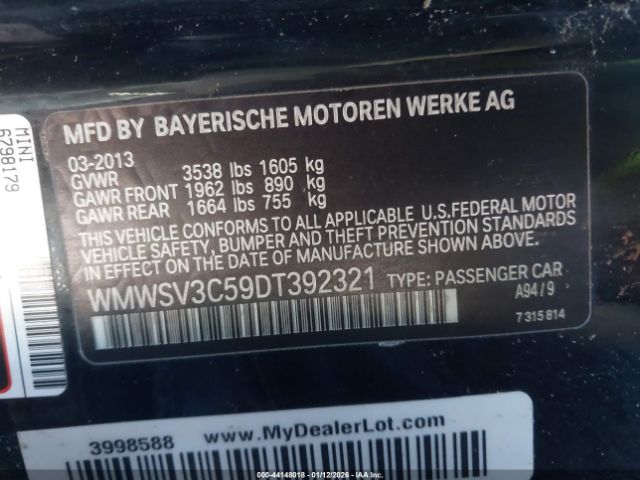 MFD BY BAYERISCHE MOTOREN WERKE AG
03-2013
GVWR 3538 lbs 1605 kg
GAWR FRONT 1962 lbs 890 kg
GAWR REAR 1664 lbs 755 kg
THIS VEHICLE CONFORMS TO ALL APPLICABLE U.S.FEDERAL MOTOR
VEHICLE SAFETY, BUMPER AND THEFT PREVENTION STANDARDS
IN EFFECT ON THE DATE OF MANUFACTURE SHOWN ABOVE.
WMWSV3C59DT392321 TYPE: PASSENGER CAR
A94/9
7 315 814
MINI
6798179
3998588 www.MyDealerLot.com
000-44148018 - 01/12/2026 - IAAI.COM